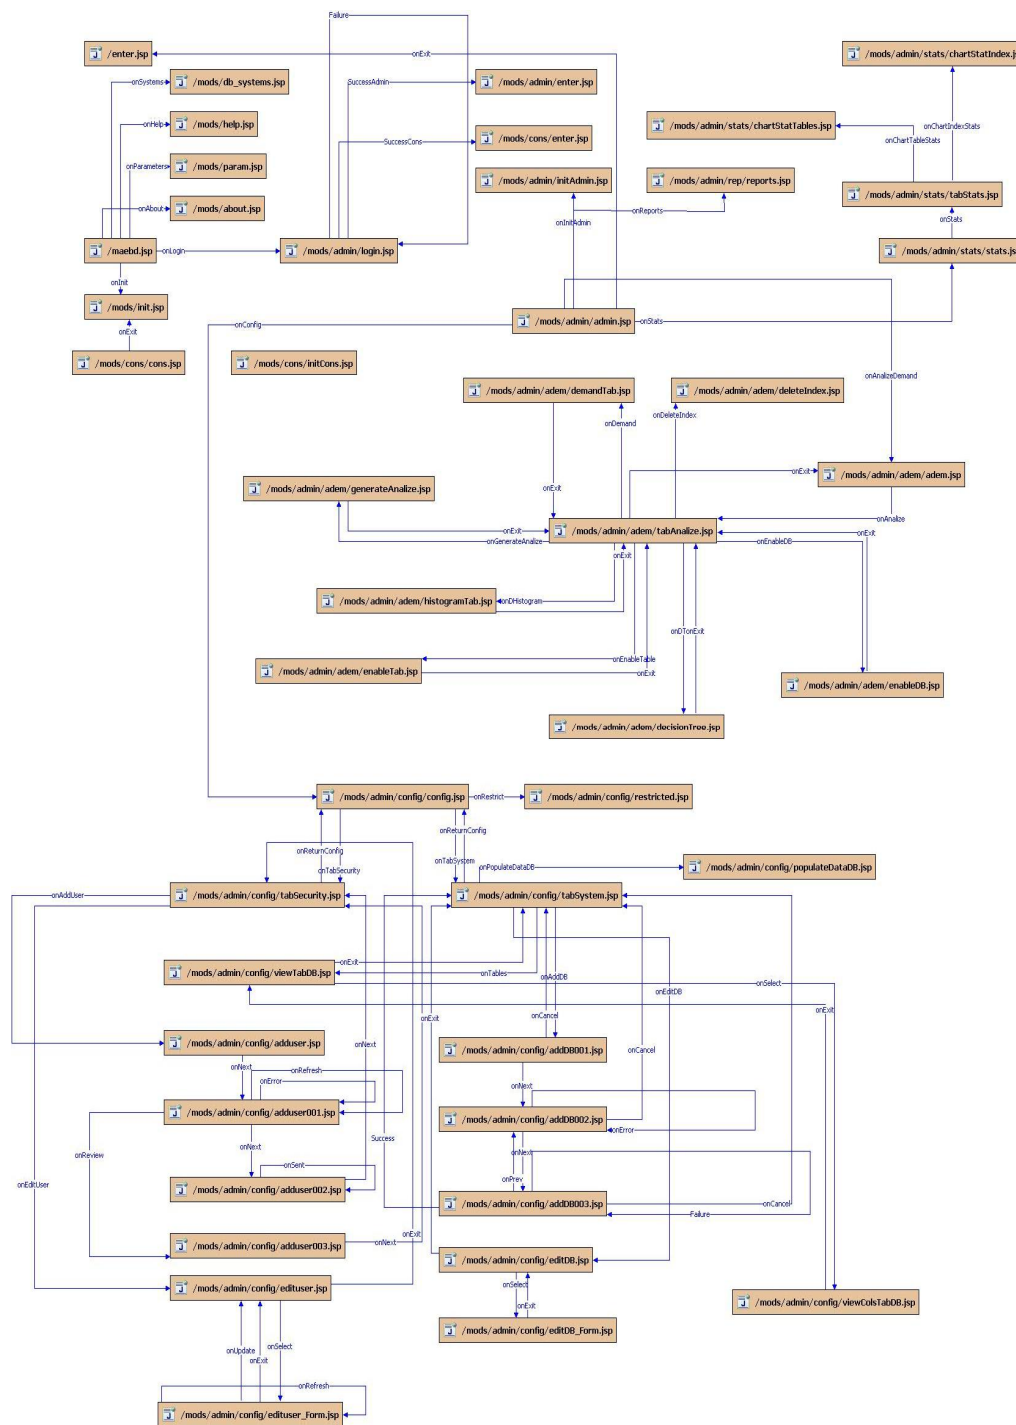 Failure
/enter.jsp
onExit
/mods/admin/stats/chartStatIndex.j
onSystems
/mods/db_systems.jsp
SuccessAdmin
/mods/admin/enter.jsp
onHelp
/mods/help.jsp
/mods/admin/stats/chartStatTables.jsp
onChartIndexStats
onChartTableStats
SuccessCons
/mods/cons/enter.jsp
onParameters
/mods/param.jsp
/mods/admin/initAdmin.jsp
/mods/admin/rep/reports.jsp
/mods/admin/stats/tabStats.jsp
onAbout
/mods/about.jsp
onReports
onInitAdmin
onStats
/maebd.jsp
onLogin
/mods/admin/login.jsp
/mods/admin/stats/stats.js
onInit
/mods/init.jsp
onConfig
/mods/admin/admin.jsp
onStats
onExit
/mods/cons/cons.jsp
/mods/cons/initCons.jsp
onAnalizeDemand
/mods/admin/adem/demandTab.jsp
/mods/admin/adem/deleteIndex.jsp
onDeleteIndex
onDemand
onExit
/mods/admin/adem/adem.jsp
/mods/admin/adem/generateAnalize.jsp
onExit
onAnalize
onExit
/mods/admin/adem/tabAnalize.jsp
onExit
onGenerateAnalize
onEnableDB
onExit
/mods/admin/adem/histogramTab.jsp
onDHistogram
onDTonExit
onEnableTable
/mods/admin/adem/enableTab.jsp
onExit
/mods/admin/adem/enableDB.jsp
/mods/admin/adem/decisionTree.jsp
/mods/admin/config/config.jsp
onRestrict
/mods/admin/config/restricted.jsp
onReturnConfig
onReturnConfig
onTabSystem
onPopulateDataDB
/mods/admin/config/populateDataDB.jsp
onTabSecurity
onAddUser
/mods/admin/config/tabSecurity.jsp
/mods/admin/config/tabSystem.jsp
onExit
/mods/admin/config/viewTabDB.jsp
onTables
onAddDB
onSelect
onEditDB
onExit
onCancel
onExit
/mods/admin/config/adduser.jsp
onNext
/mods/admin/config/addDB001.jsp
onCancel
onNext
onRefresh
onError
onNext
/mods/admin/config/adduser001.jsp
/mods/admin/config/addDB002.jsp
onError
Success
onNext
onReview
onNext
onSent
onPrev
onEditUser
/mods/admin/config/adduser002.jsp
/mods/admin/config/addDB003.jsp
onCancel
Failure
onExit
/mods/admin/config/adduser003.jsp
onNext
/mods/admin/config/editDB.jsp
onSelect
/mods/admin/config/edituser.jsp
/mods/admin/config/viewColsTabDB.jsp
onExit
/mods/admin/config/editDB_Form.jsp
onSelect
onUpdate
onExit
onRefresh
/mods/admin/config/edituser_Form.jsp